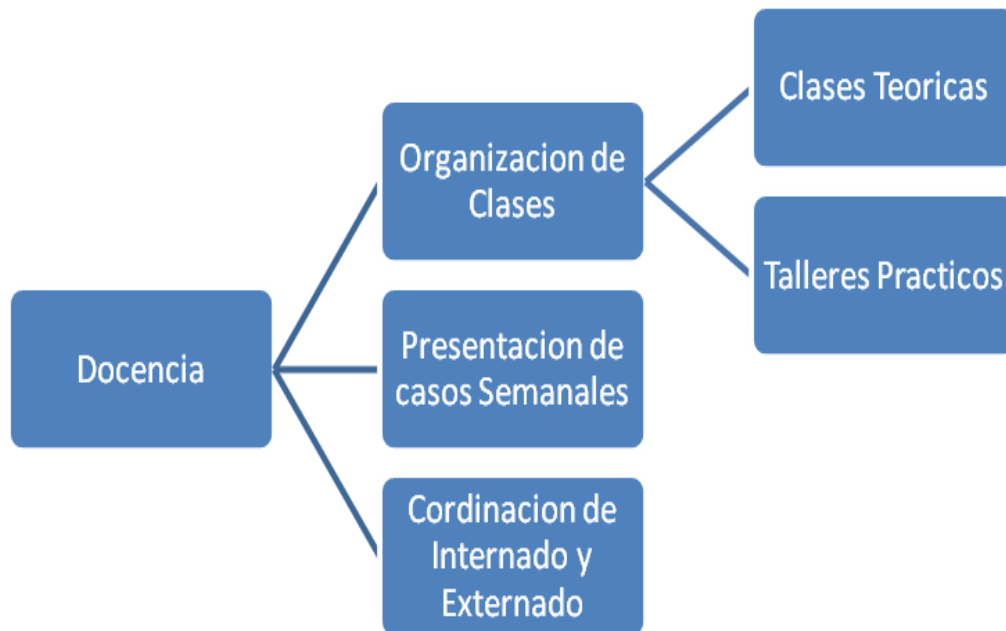 Docencia
Organizacion de
Clases
Presentacion de
casos Semanales
Cordinacion de
Internado y
Externado
Clases Teoricas
Talleres Practicos